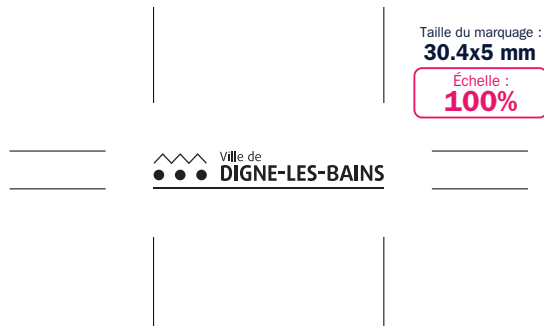 Taille du marquage :
30.4x5 mm
Échelle :
100%
Ville de
DIGNE-LES-BAINS